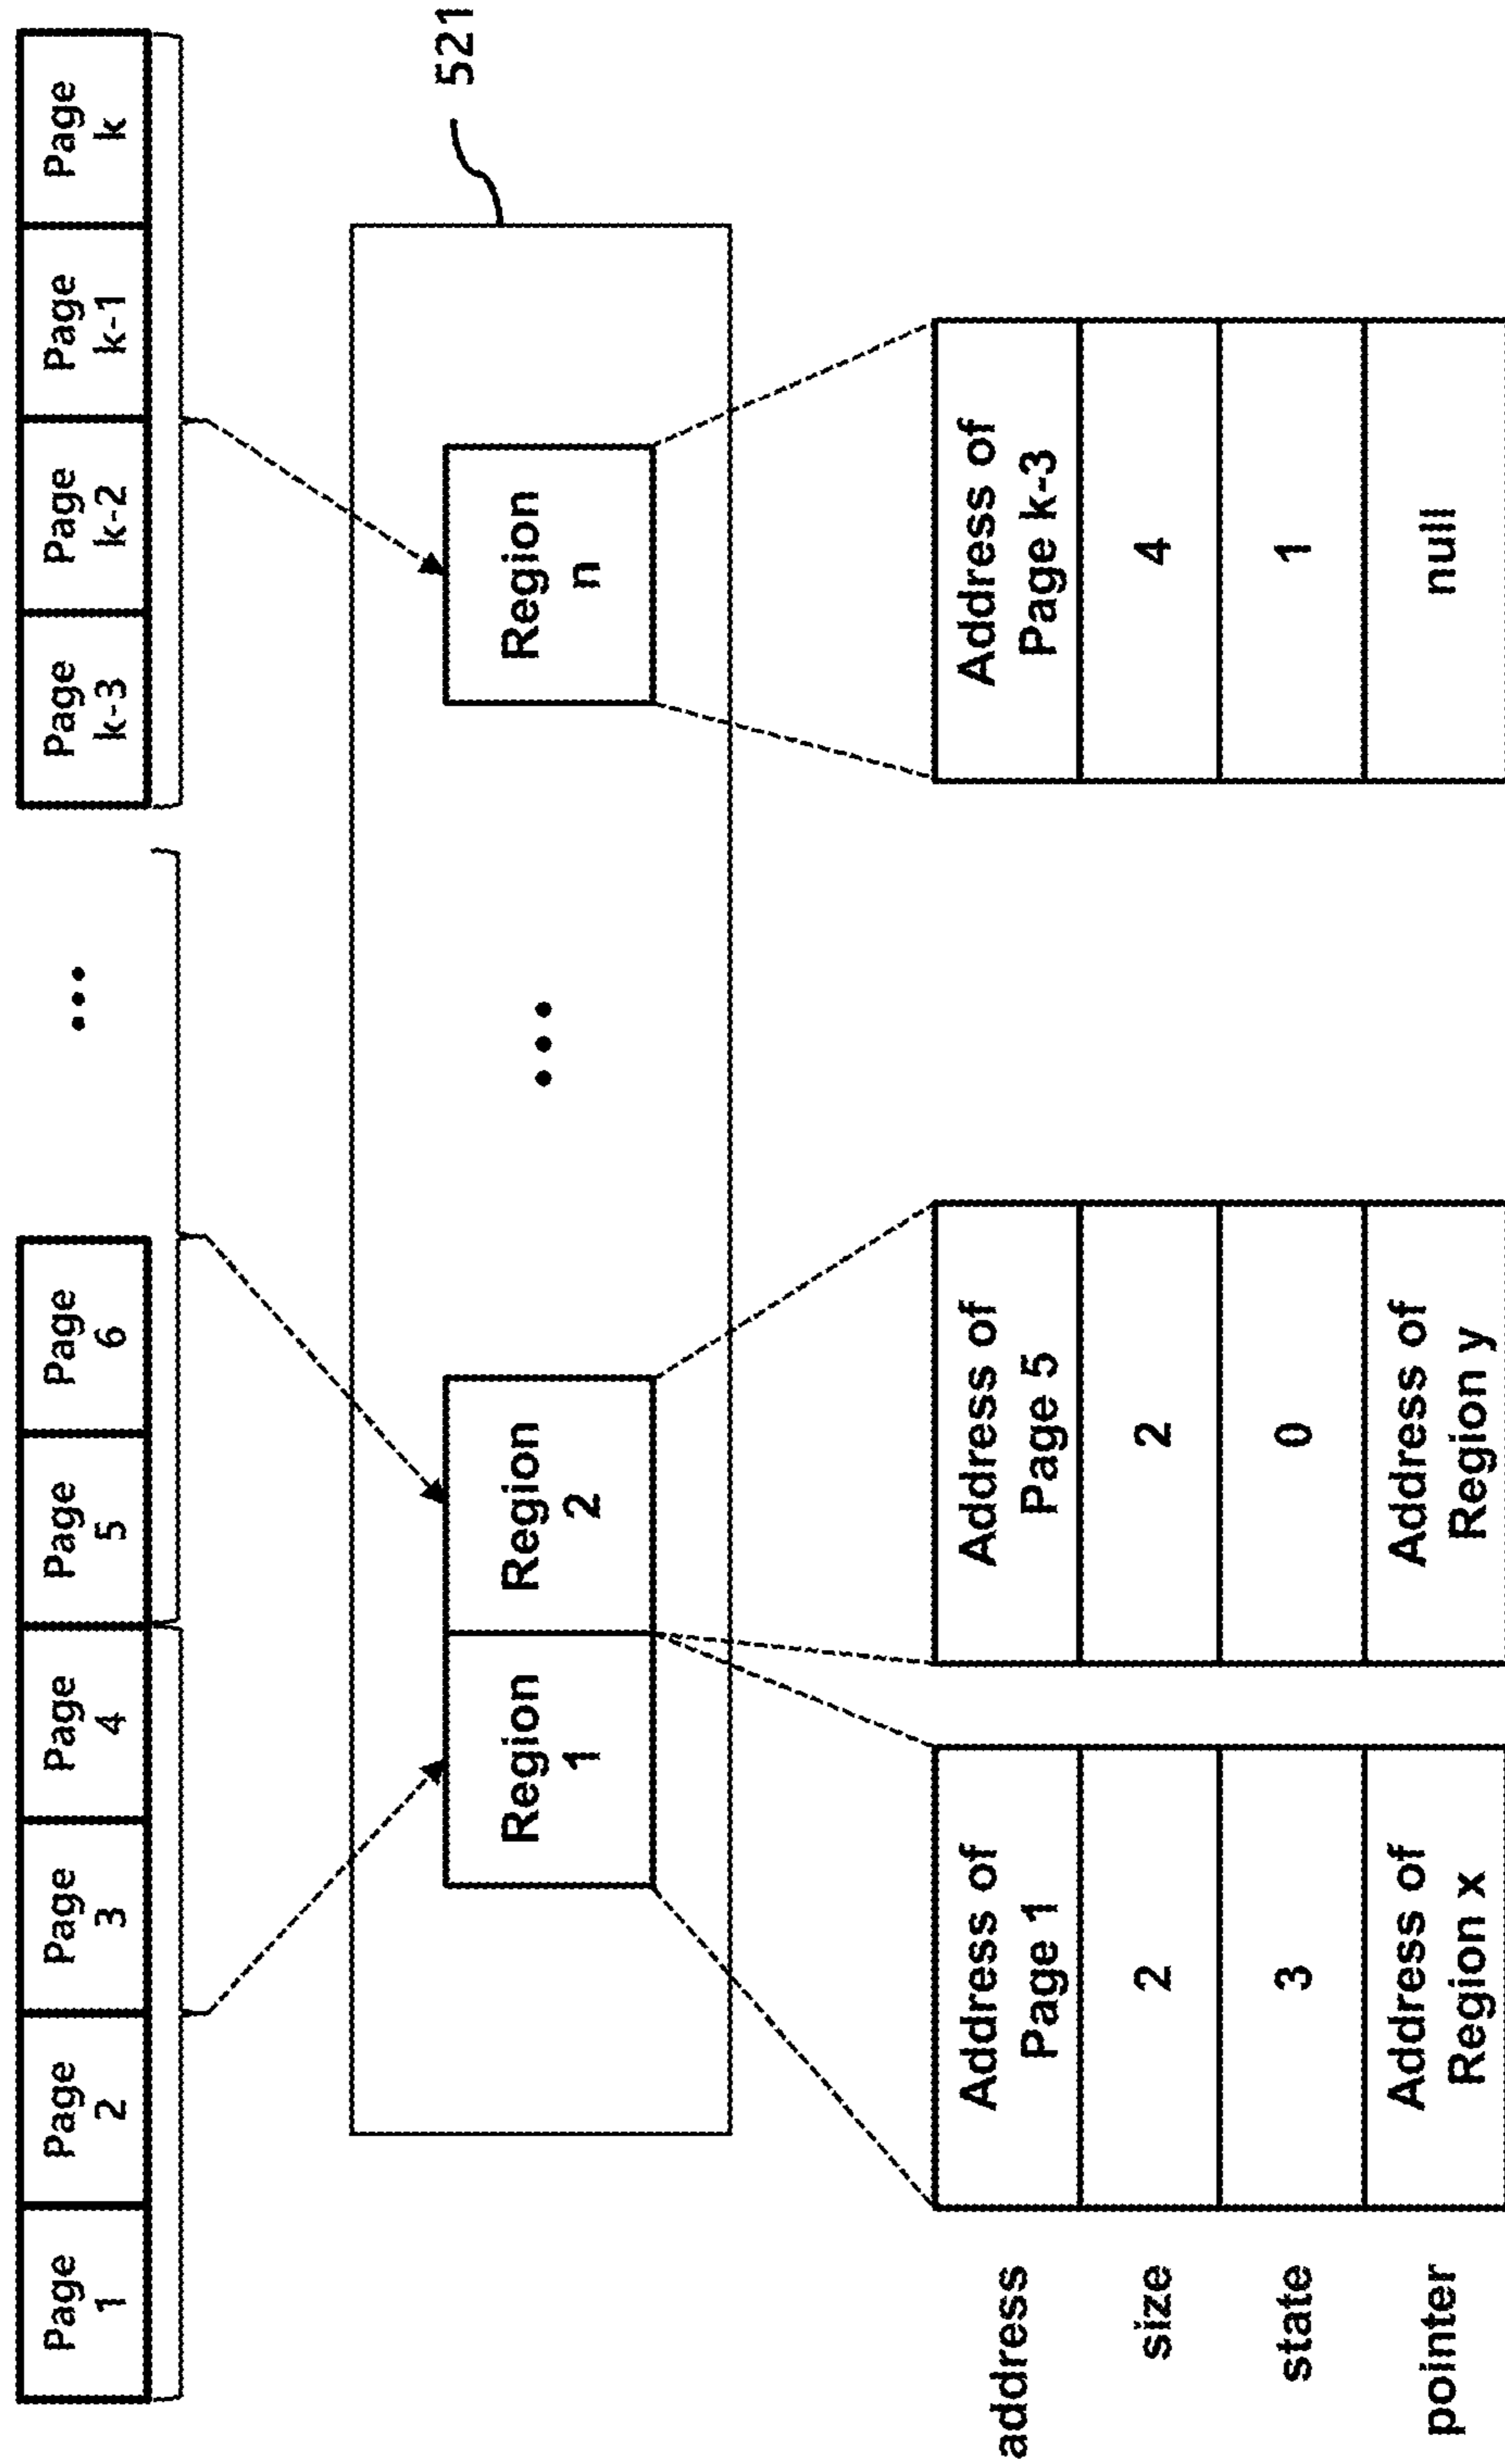 Page
1
Page
2
Page
3
Page
4
Page
5
Page
6
...
Page
k-3
Page
k-2
Page
k-1
Page
k
521
Region
1
Region
2
...
Region
n
address
Address of
Page 1
Address of
Page 5
Address of
Page k-3
size
2
2
4
state
3
0
1
pointer
Address of
Region x
Address of
Region y
null